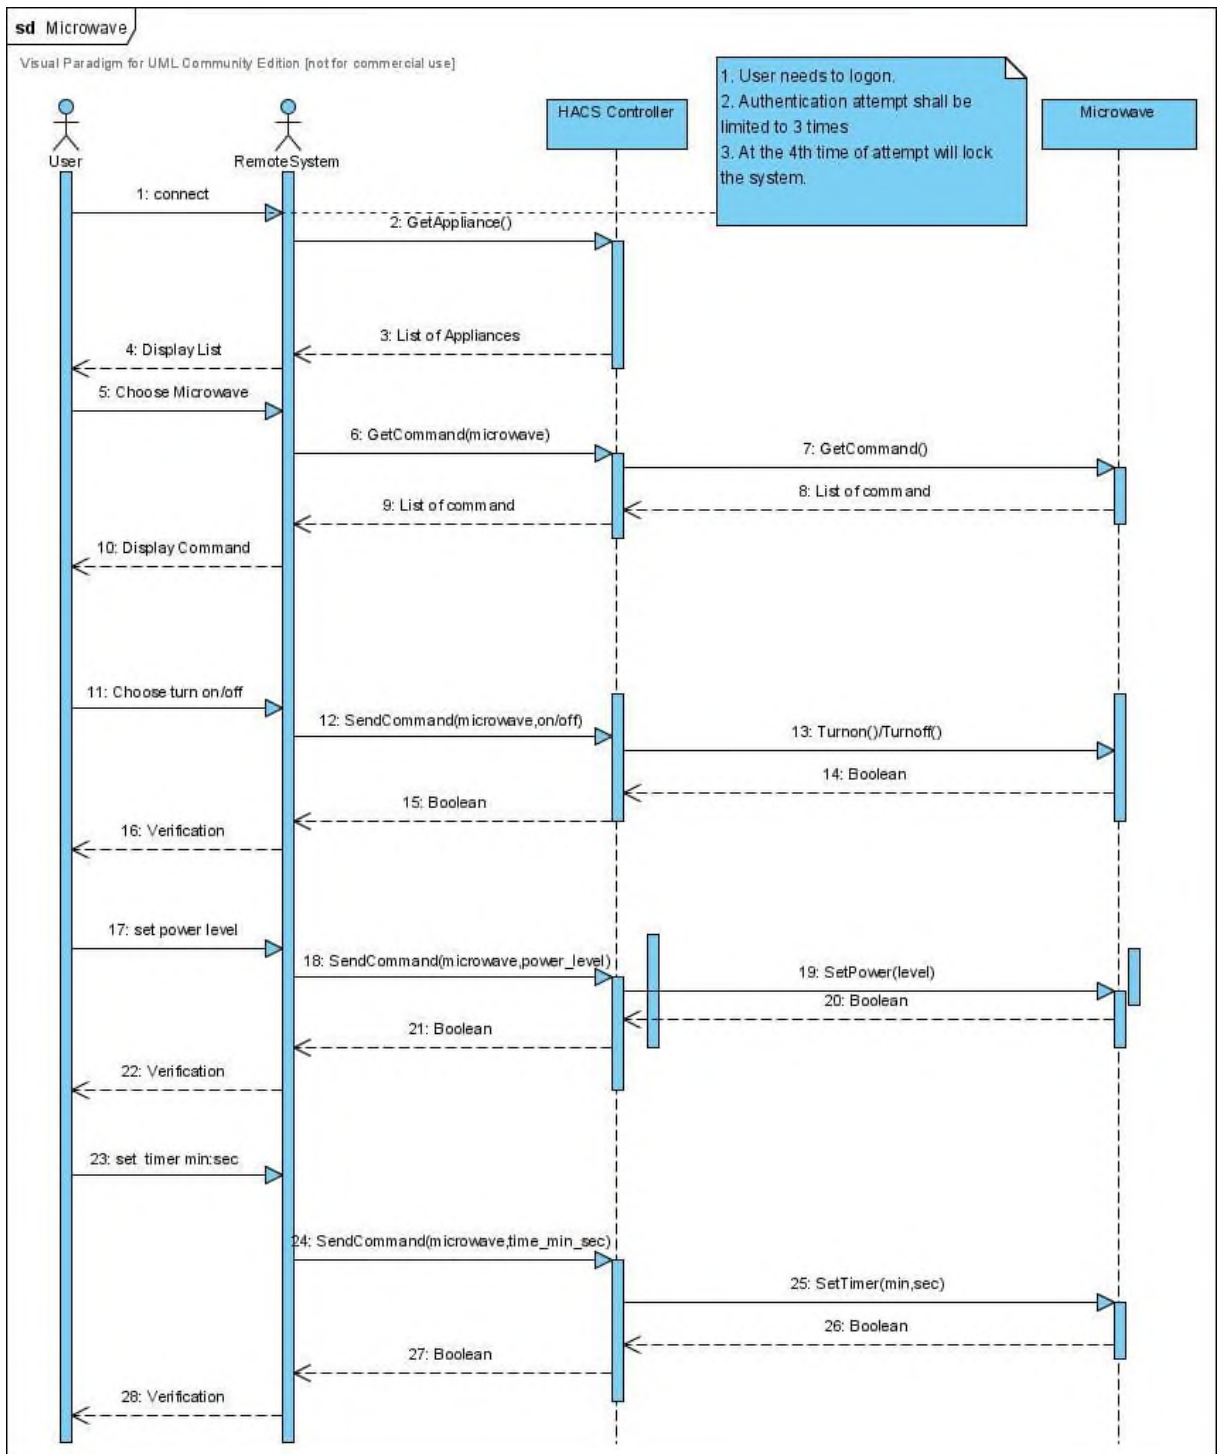 sd Microwave
Visual Paradigm for UML Community Edition [not for commercial use]
1. User needs to logon.
2. Authentication attempt shall be
limited to 3 times
3. At the 4th time of attempt will lock
the system.
HACS Controller
Microwave
User
RemoteSystem
1: connect
2: GetAppliance()
3: List of Appliances
4: Display List
5: Choose Microwave
6: GetCommand(microwave)
7: GetCommand()
8: List of command
9: List of command
10: Display Command
11: Choose turn on/off
12: SendCommand(microwave,on/off)
13: Turnon()/Turnoff()
14: Boolean
15: Boolean
16: Verification
17: set power level
18: SendCommand(microwave,power_level)
19: SetPower(level)
20: Boolean
21: Boolean
22: Verification
23: set timer min:sec
24: SendCommand(microwave,time_min_sec)
25: SetTimer(min,sec)
26: Boolean
27: Boolean
28: Verification